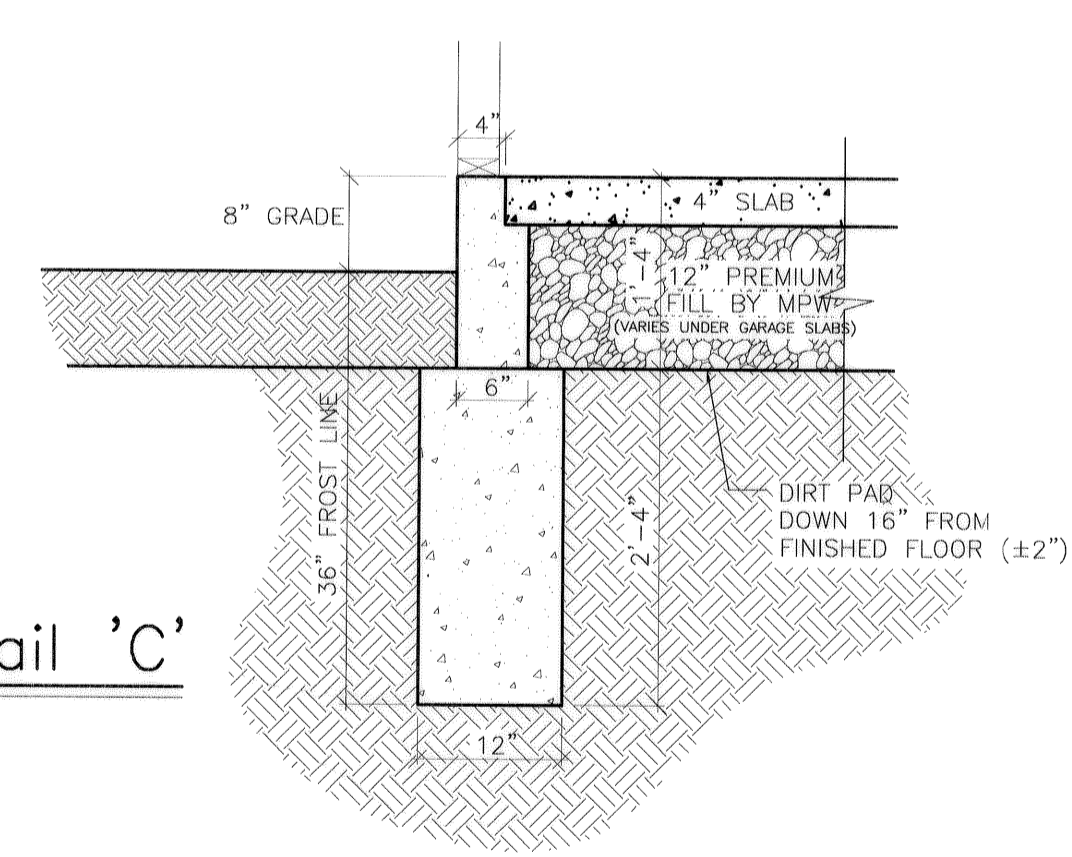 4"
8" GRADE
4" SLAB
1'-4"
12" PREMIUM
FILL BY MPW
(VARIES UNDER GARAGE SLABS)
6"
36" FROST LINE
2'-4"
DIRT PAD
DOWN 16" FROM
FINISHED FLOOR (±2")
ail 'C'
12"